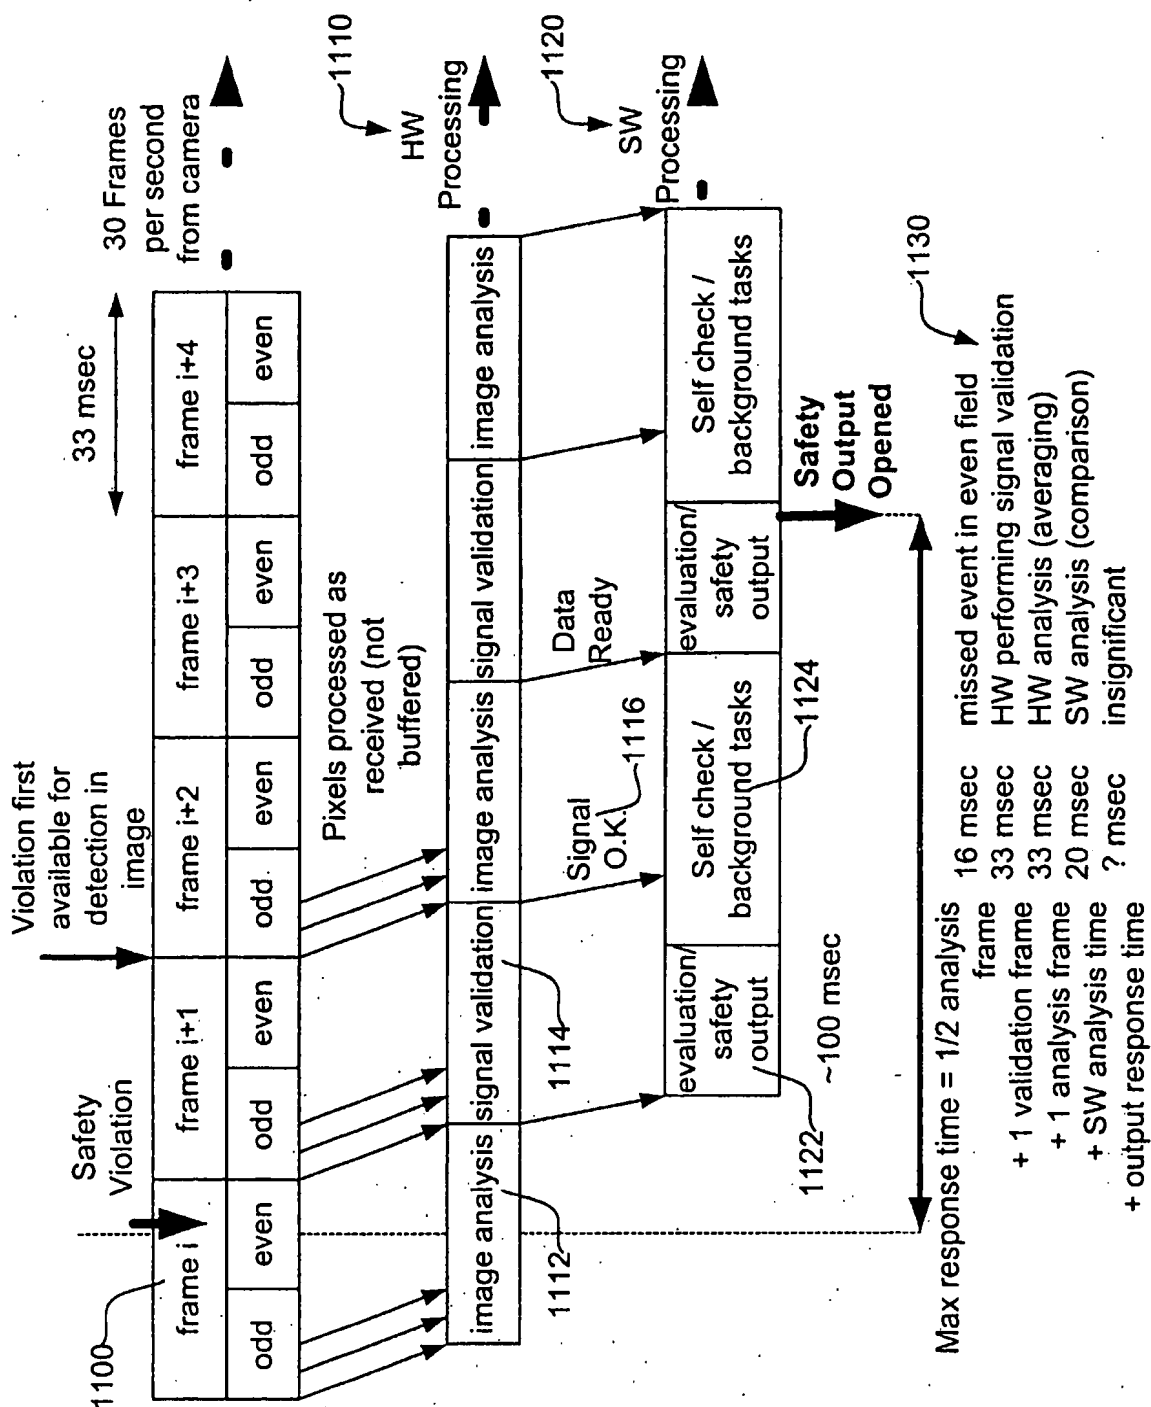 Safety
Violation
Violation first
available for
detection in
image
33 msec
30 Frames
per second
from camera
1100
frame i
frame i+1
frame i+2
frame i+3
frame i+4
odd
even
odd
even
odd
even
odd
even
odd
even
Pixels processed as
received (not
buffered)
1110
HW
Processing
image analysis
signal validation
image analysis
signal validation
image analysis
1112
1114
Signal
O.K.
1116
Data
Ready
1120
SW
Processing
evaluation/
safety
output
Self check /
background tasks
evaluation/
safety
output
Self check /
background tasks
1122
~100 msec
1124
Safety
Output
Opened
1130
Max response time = 1/2 analysis frame 16 msec missed event in even field
+ 1 validation frame 33 msec HW performing signal validation
+ 1 analysis frame 33 msec HW analysis (averaging)
+ SW analysis time 20 msec SW analysis (comparison)
+ output response time ? msec insignificant